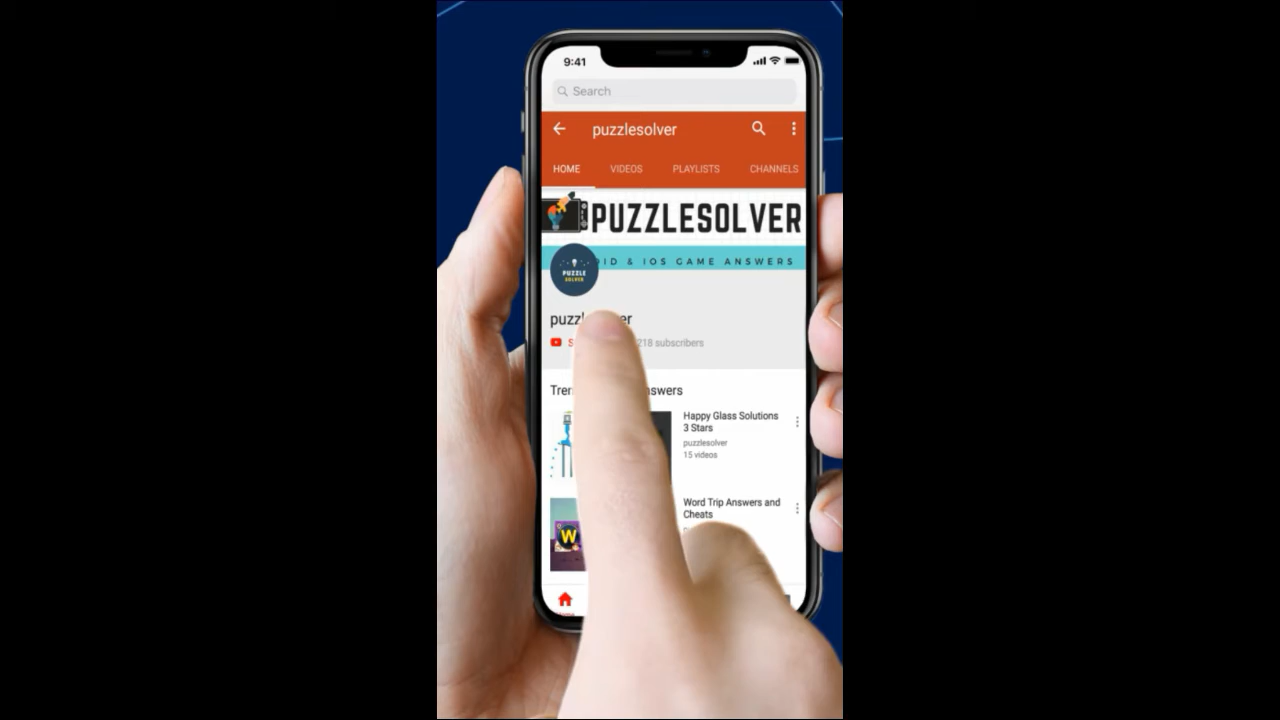 9:41
Search
puzzlesolver
HOME VIDEOS PLAYLISTS CHANNELS
PUZZLESOLVER
& IOS GAME ANSWERS
PUZZLE
SOLVER
218 subscribers
Happy Glass Solutions
3 Stars
puzzlesolver
15 videos
Word Trip Answers and
Cheats
W